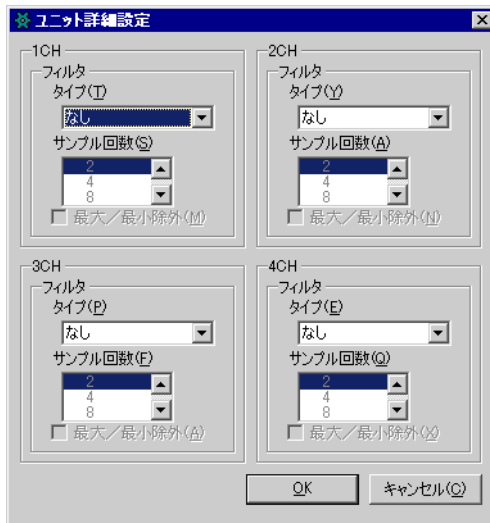 ユニット詳細設定
1CH
フィルタ
タイプ(T)
なし
サンプル回数(S)
2
4
8
最大/最小除外(M)
2CH
フィルタ
タイプ(Y)
なし
サンプル回数(A)
2
4
8
最大/最小除外(N)
3CH
フィルタ
タイプ(P)
なし
サンプル回数(F)
2
4
8
最大/最小除外(A)
4CH
フィルタ
タイプ(E)
なし
サンプル回数(Q)
2
4
8
最大/最小除外(X)
OK
キャンセル(C)